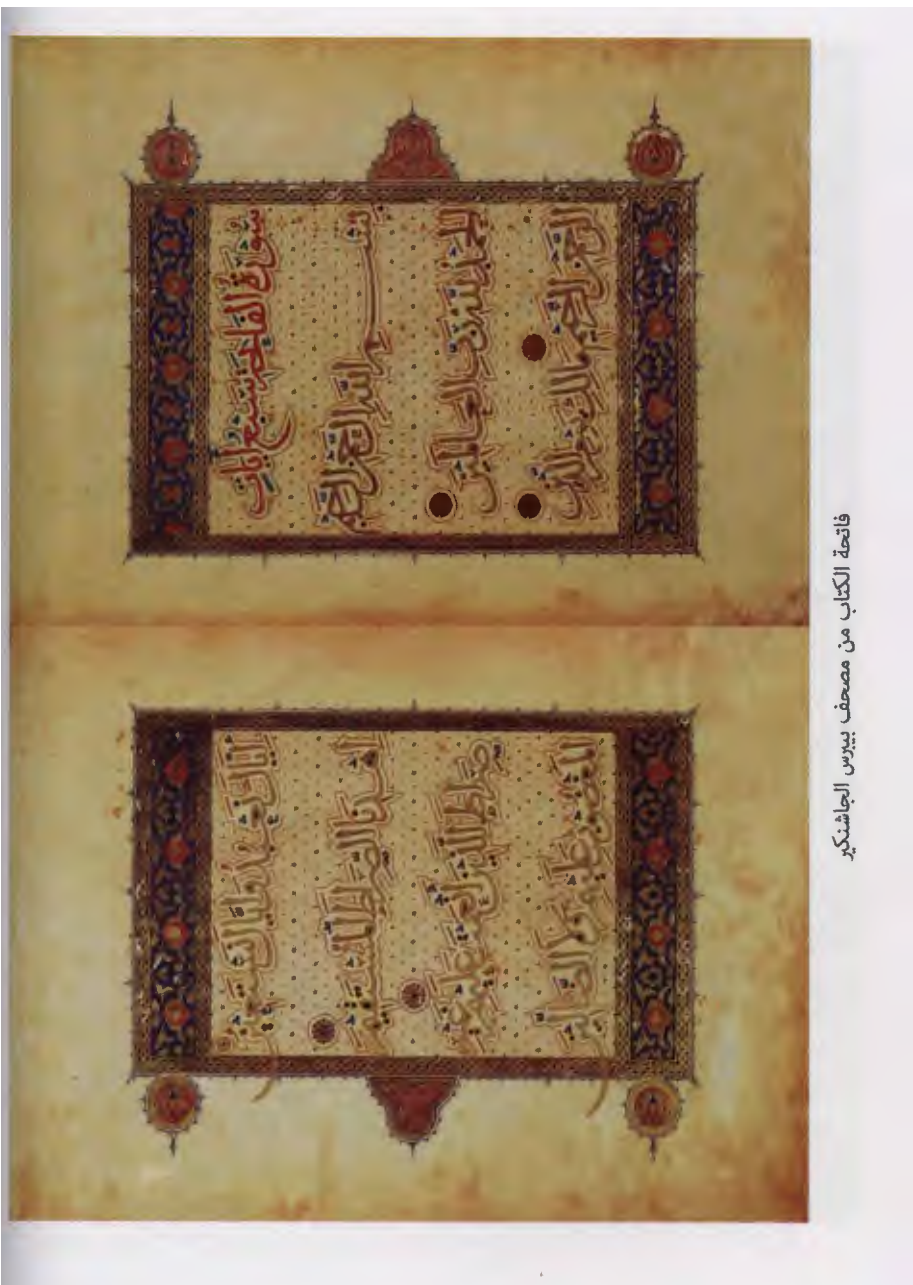 سورة الفاتحة سبع آيات
بسم الله الرحمن الرحيم
الحمد لله رب العالمين
الرحمن الرحيم مالك يوم الدين
إياك نعبد وإياك نستعين
اهدنا الصراط المستقيم
صراط الذين أنعمت عليهم غير
المغضوب عليهم ولا الضالين
فاتحة الكتاب من مصحف بيبرس الجاشنكير